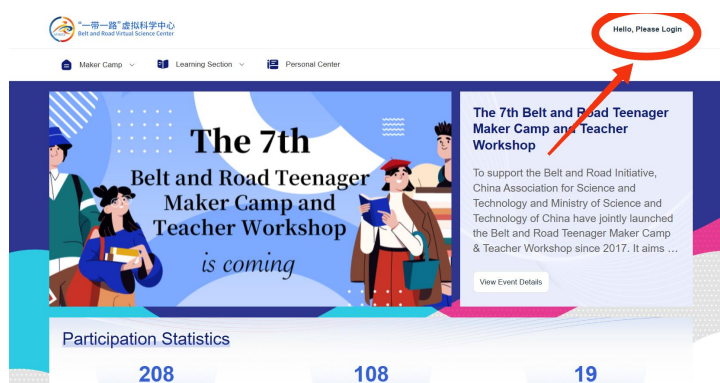 “一带一路”虚拟科学中心
Belt and Road Virtual Science Center
Hello, Please Login
Maker Camp
Learning Section
Personal Center
The 7th
Belt and Road Teenager
Maker Camp and
Teacher Workshop
is coming
The 7th Belt and Road Teenager
Maker Camp and Teacher
Workshop
To support the Belt and Road Initiative,
China Association for Science and
Technology and Ministry of Science and
Technology of China have jointly launched
the Belt and Road Teenager Maker Camp
& Teacher Workshop since 2017. It aims ...
View Event Details
Participation Statistics
208
108
19